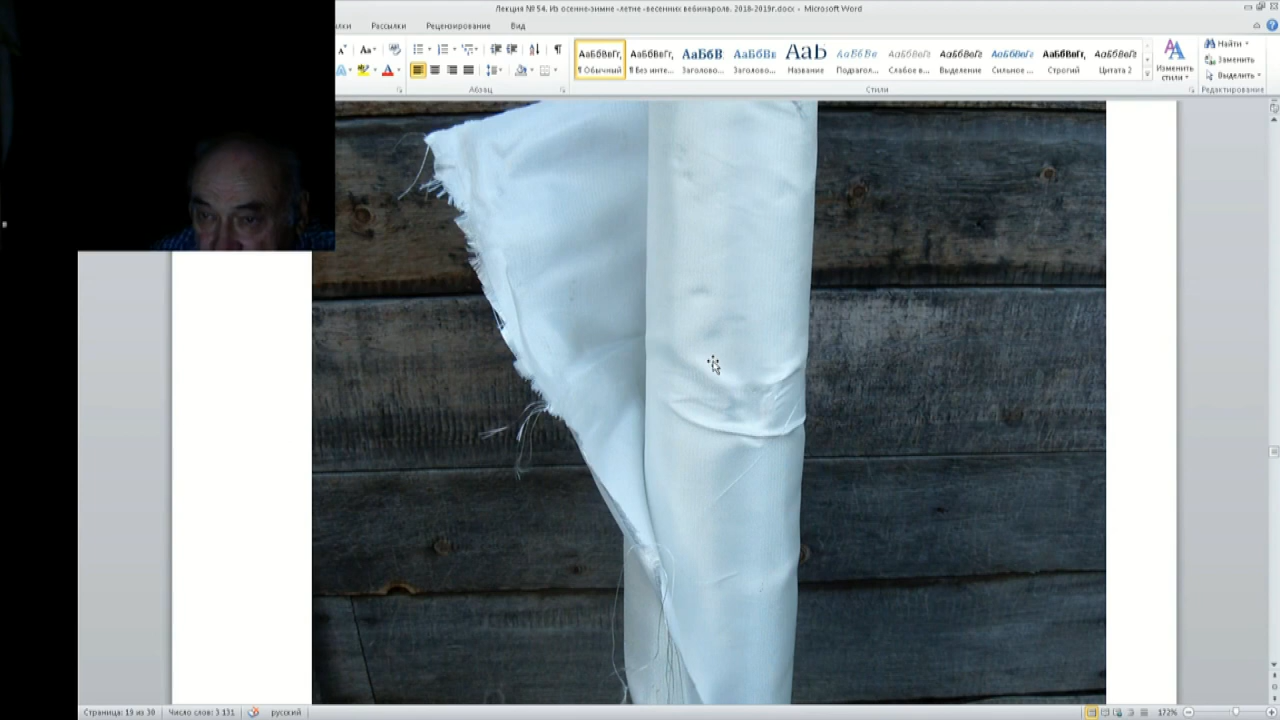 Лекция № 54. Из осенне-зимне -летне -весенних вебинаров. 2018-2019г.docx - Microsoft Word
Рассылки Рецензирование Вид
АаБбВвГг, АаБбВвГг, АаБбВ АаБбВв АаБ АаБбВв АаБбВвГг АаБбВвГг АаБбВвГг АаБбВвГг, АаБбВвГг
¶ Обычный ¶ Без инте... Заголово... Заголово... Название Подзагол... Слабое в... Выделение Сильное ... Строгий Цитата 2
Изменить стили
Найти
Заменить
Выделить
Абзац Стили Редактирование
Страница: 19 из 30 Число слов: 3 131 русский 172%